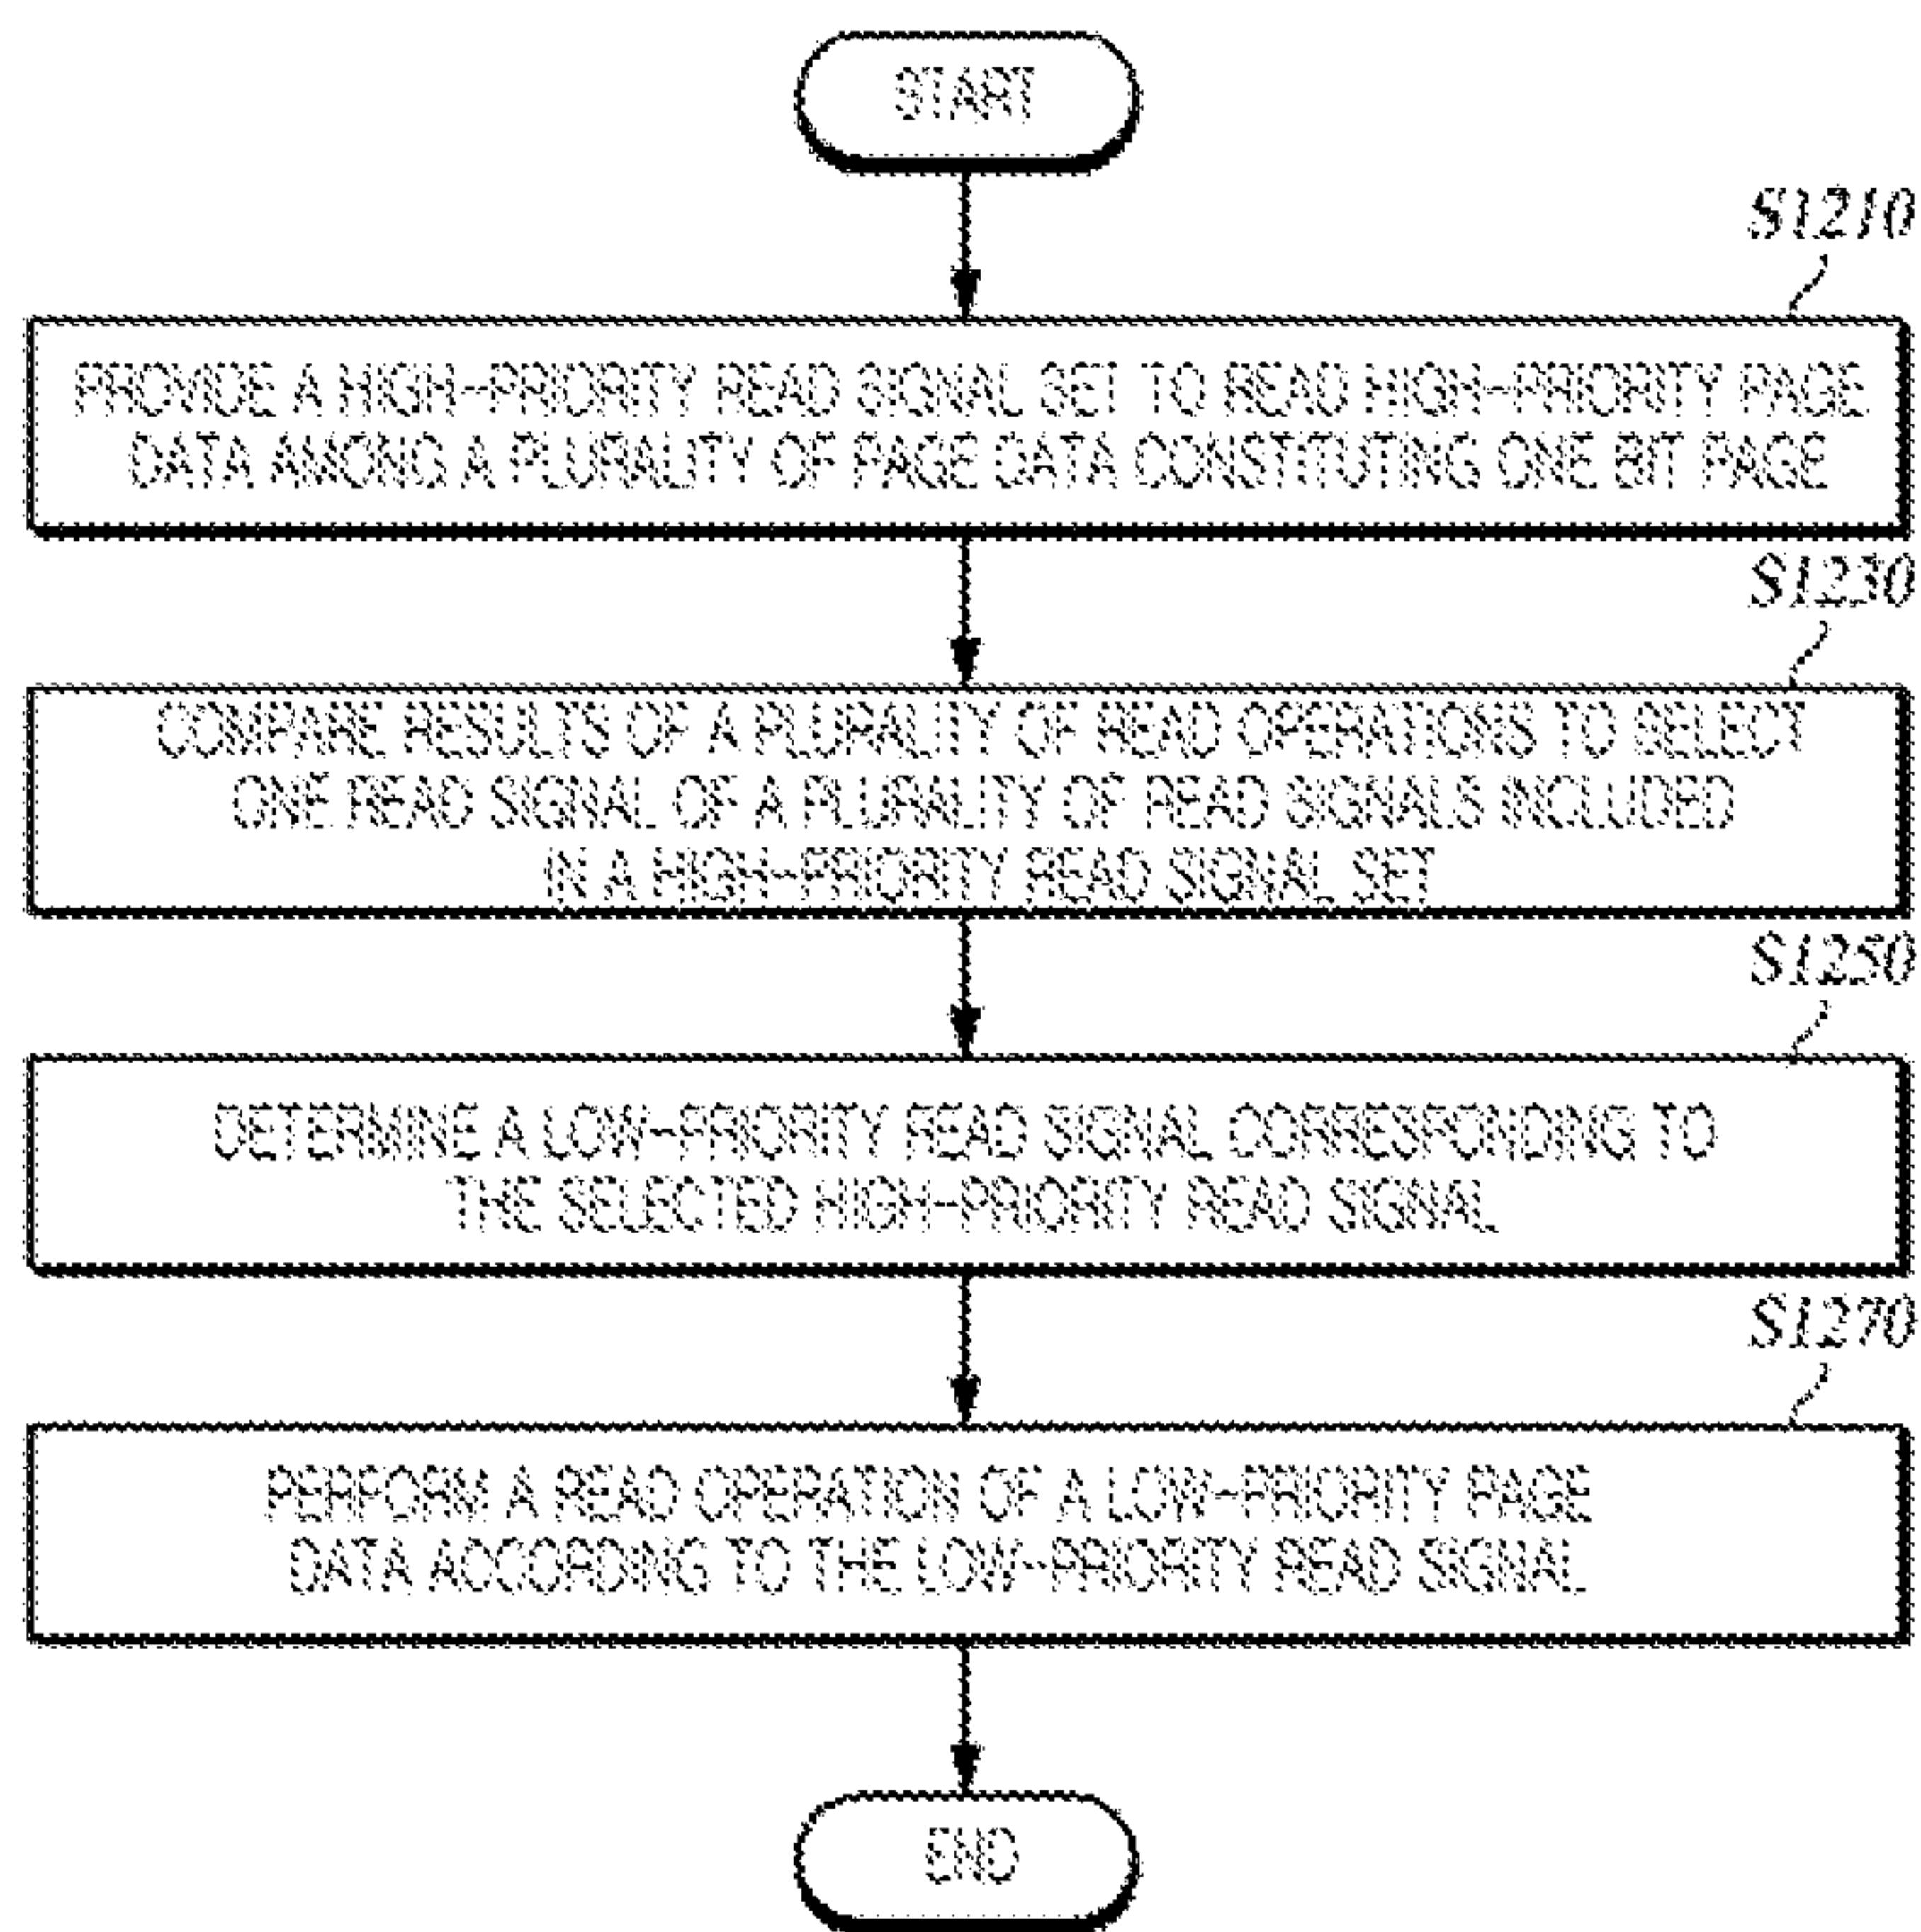 START
S1210
PROVIDE A HIGH-PRIORITY READ SIGNAL SET TO READ HIGH-PRIORITY PAGE
DATA AMONG A PLURALITY OF PAGE DATA CONSTITUTING ONE BIT PAGE
S1230
COMPARE RESULTS OF A PLURALITY OF READ OPERATIONS TO SELECT
ONE READ SIGNAL OF A PLURALITY OF READ SIGNALS INCLUDED
IN A HIGH-PRIORITY READ SIGNAL SET
S1250
DETERMINE A LOW-PRIORITY READ SIGNAL CORRESPONDING TO
THE SELECTED HIGH-PRIORITY READ SIGNAL
S1270
PERFORM A READ OPERATION OF A LOW-PRIORITY PAGE
DATA ACCORDING TO THE LOW-PRIORITY READ SIGNAL
END